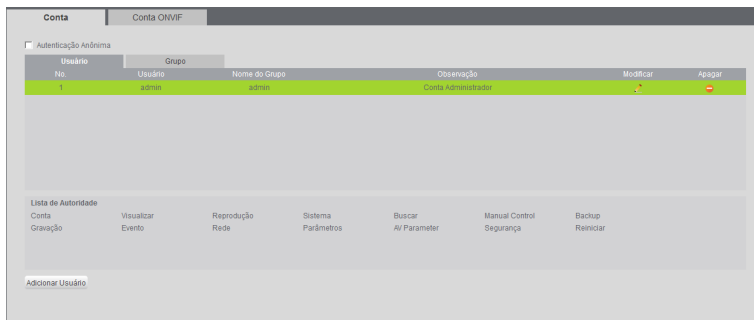 Conta Conta ONVIF
Autenticação Anônima
Usuário Grupo
No. Usuário Nome do Grupo Observação Modificar Apagar
1 admin admin Conta Administrador
Lista de Autoridade
Conta Visualizar Reprodução Sistema Buscar Manual Control Backup
Gravação Evento Rede Parâmetros AV Parameter Segurança Reiniciar
Adicionar Usuário